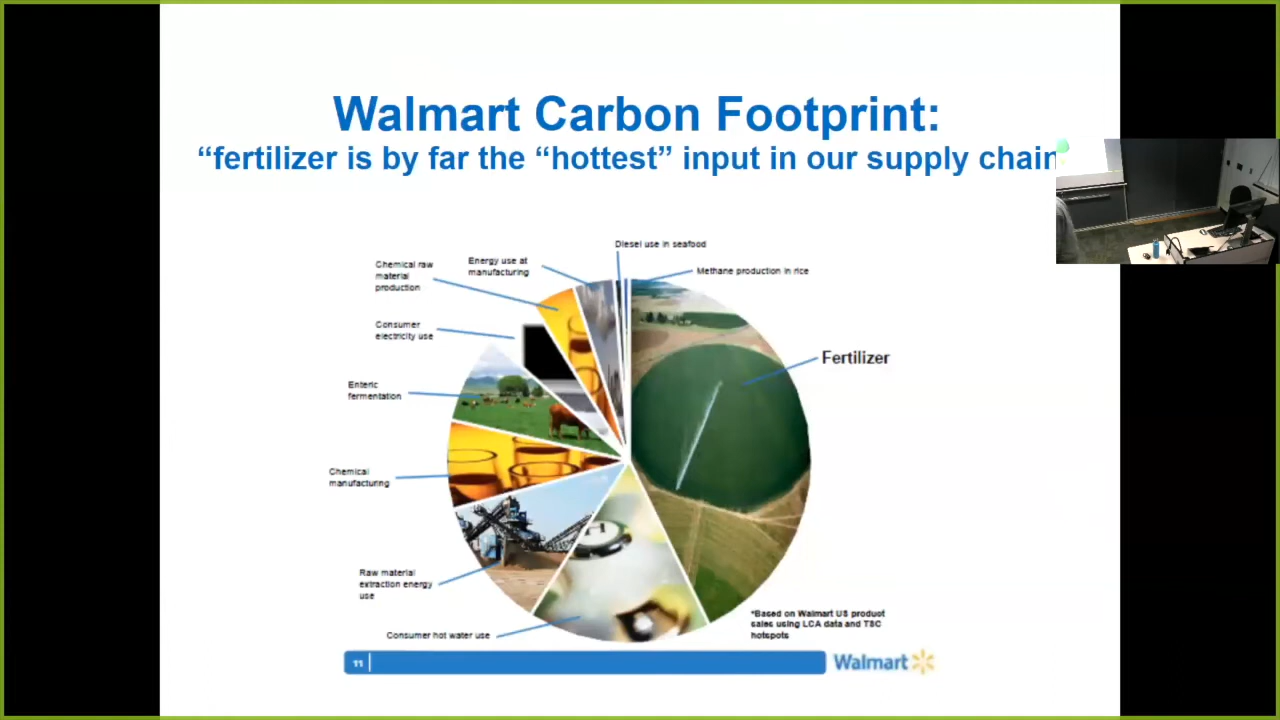 Walmart Carbon Footprint:
“fertilizer is by far the “hottest” input in our supply chain
Diesel use in seafood
Energy use at
manufacturing
Methane production in rice
Chemical raw
material
production
Consumer
electricity use
Fertilizer
Enteric
fermentation
Chemical
manufacturing
Raw material
extraction energy
use
Consumer hot water use
*Based on Walmart US product
sales using LCA data and TSC
hotspots
11
Walmart